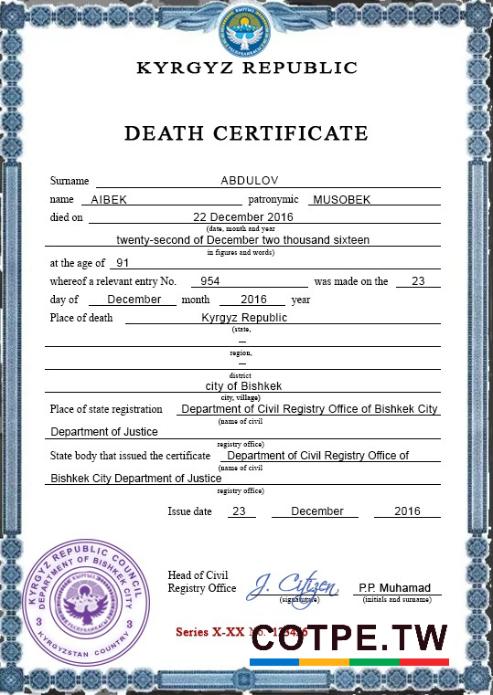 KYRGYZ REPUBLIC
DEATH CERTIFICATE
Surname ABDULOV
name AIBEK patronymic MUSOBEK
died on 22 December 2016
(date, month and year
twenty-second of December two thousand sixteen
in figures and words)
at the age of 91
whereof a relevant entry No. 954 was made on the 23
day of December month 2016 year
Place of death Kyrgyz Republic
(state,
---
region,
---
district
city of Bishkek
city, village)
Place of state registration Department of Civil Registry Office of Bishkek City
(name of civil
Department of Justice
registry office)
State body that issued the certificate Department of Civil Registry Office of
(name of civil
Bishkek City Department of Justice
registry office)
Issue date 23 December 2016
KYRGYZ REPUBLIC COUNCIL
DEPARTMENT OF BISHKEK CITY
3 KYRGYZSTAN COUNTRY 3
Head of Civil
Registry Office J. Citizen P.P. Muhamad
(signature) (initials and surname)
Series X-XX No.
COTPE.TW